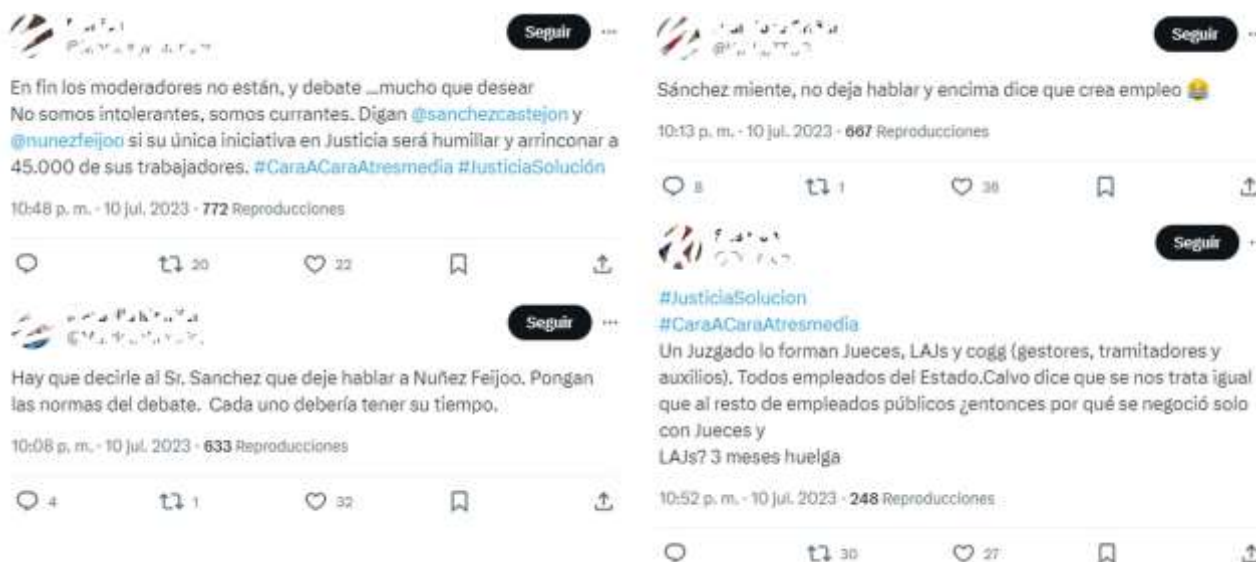 Seguir
En fin los moderadores no están, y debate ...mucho que desear
No somos intolerantes, somos currantes. Digan @sanchezcastejon y
@nunezfeijoo si su única iniciativa en Justicia será humillar y arrinconar a
45.000 de sus trabajadores. #CaraACaraAtresmedia #JusticiaSolución
10:48 p. m. · 10 jul. 2023 · 772 Reproducciones
20 22
Seguir
Hay que decirle al Sr. Sanchez que deje hablar a Nuñez Feijoo. Pongan
las normas del debate. Cada uno debería tener su tiempo.
10:08 p. m. · 10 jul. 2023 · 633 Reproducciones
4 1 32
Seguir
Sánchez miente, no deja hablar y encima dice que crea empleo 😂
10:13 p. m. · 10 jul. 2023 · 667 Reproducciones
8 1 36
Seguir
#JusticiaSolucion
#CaraACaraAtresmedia
Un Juzgado lo forman Jueces, LAJs y cogg (gestores, tramitadores y
auxilios). Todos empleados del Estado.Calvo dice que se nos trata igual
que al resto de empleados públicos ¿entonces por qué se negoció solo
con Jueces y
LAJs? 3 meses huelga
10:52 p. m. · 10 jul. 2023 · 248 Reproducciones
30 27